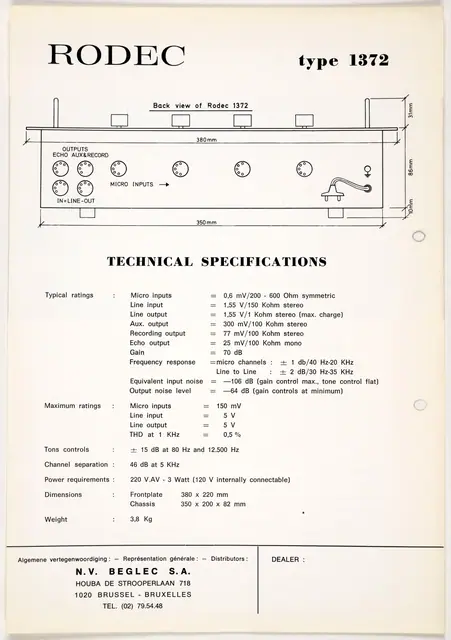 RODEC
type 1372
Back view of Rodec 1372
31mm
380mm
OUTPUTS
ECHO AUX&RECORD
MICRO INPUTS →
86mm
IN=LINE-OUT
10mm
350mm
TECHNICAL SPECIFICATIONS
Typical ratings : Micro inputs = 0,6 mV/200 - 600 Ohm symmetric
Line input = 1,55 V/150 Kohm stereo
Line output = 1,55 V/1 Kohm stereo (max. charge)
Aux. output = 300 mV/100 Kohm stereo
Recording output = 77 mV/100 Kohm stereo
Echo output = 25 mV/100 Kohm mono
Gain = 70 dB
Frequency response =micro channels : ± 1 db/40 Hz-20 KHz
Line to Line : ± 2 dB/30 Hz-35 KHz
Equivalent input noise = —106 dB (gain control max., tone control flat)
Output noise level = —64 dB (gain controls at minimum)
Maximum ratings : Micro inputs = 150 mV
Line input = 5 V
Line output = 5 V
THD at 1 KHz = 0,5 %
Tons controls : ± 15 dB at 80 Hz and 12.500 Hz
Channel separation : 46 dB at 5 KHz
Power requirements : 220 V.AV - 3 Watt (120 V internally connectable)
Dimensions : Frontplate 380 x 220 mm
Chassis 350 x 200 x 82 mm
Weight : 3,8 Kg
Algemene vertegenwoordiging : — Représentation générale : — Distributors :
DEALER :
N.V. BEGLEC S.A.
HOUBA DE STROOPERLAAN 718
1020 BRUSSEL - BRUXELLES
TEL. (02) 79.54.48